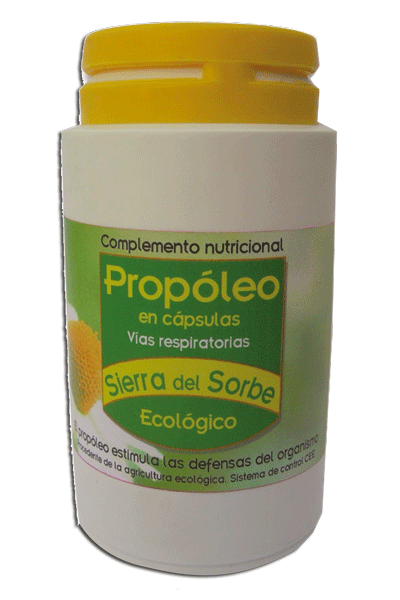 Complemento nutricional
Propóleo
en cápsulas
Vías respiratorias
Sierra del Sorbe
Ecológico
propóleo estimula las defensas del organismo
de la agricultura ecológica. Sistema de control CEE